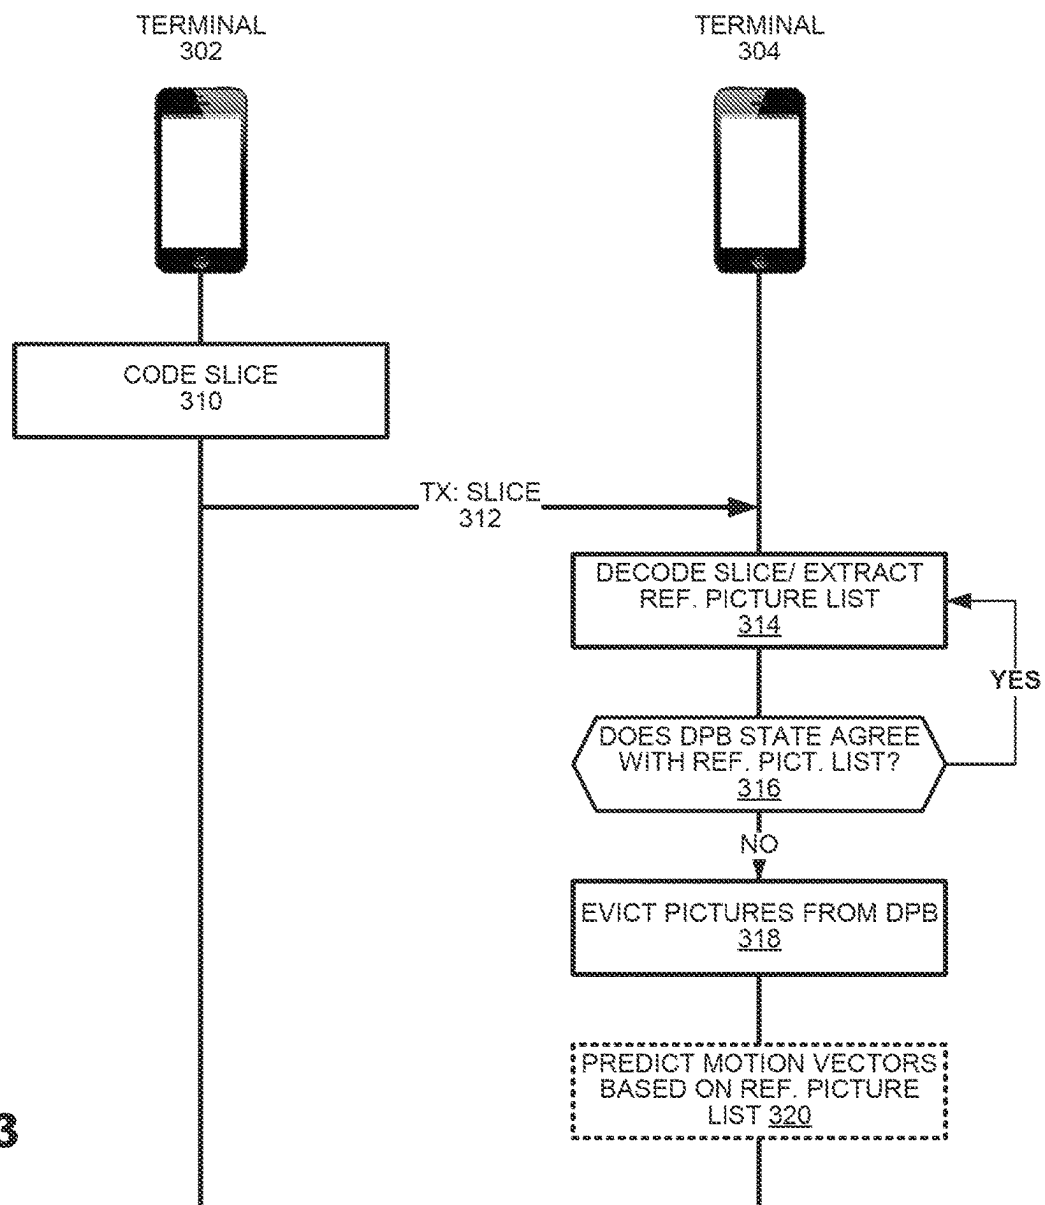 TERMINAL
302
TERMINAL
304
CODE SLICE
310
TX: SLICE
312
DECODE SLICE/ EXTRACT
REF. PICTURE LIST
314
YES
DOES DPB STATE AGREE
WITH REF. PICT. LIST?
316
NO
EVICT PICTURES FROM DPB
318
PREDICT MOTION VECTORS
BASED ON REF. PICTURE
LIST 320
3